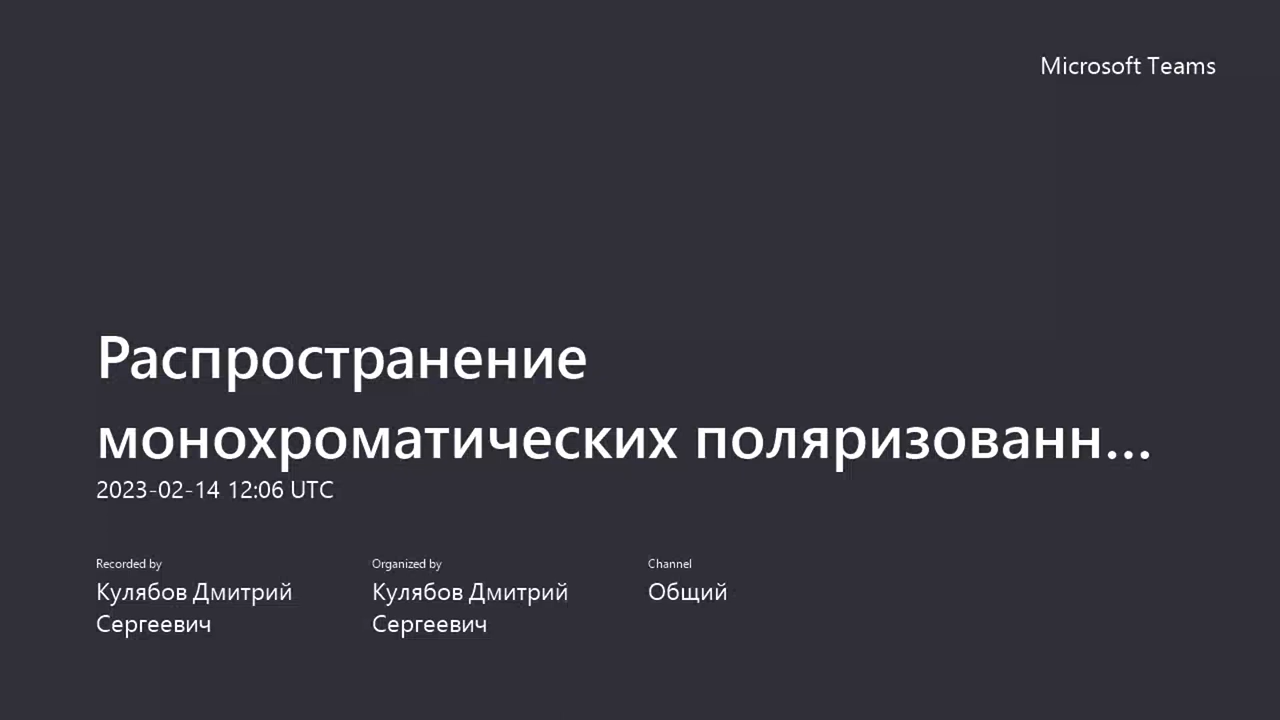 Microsoft Teams
Распространение
монохроматических поляризованн...
2023-02-14 12:06 UTC
Recorded by
Кулябов Дмитрий
Сергеевич
Organized by
Кулябов Дмитрий
Сергеевич
Channel
Общий